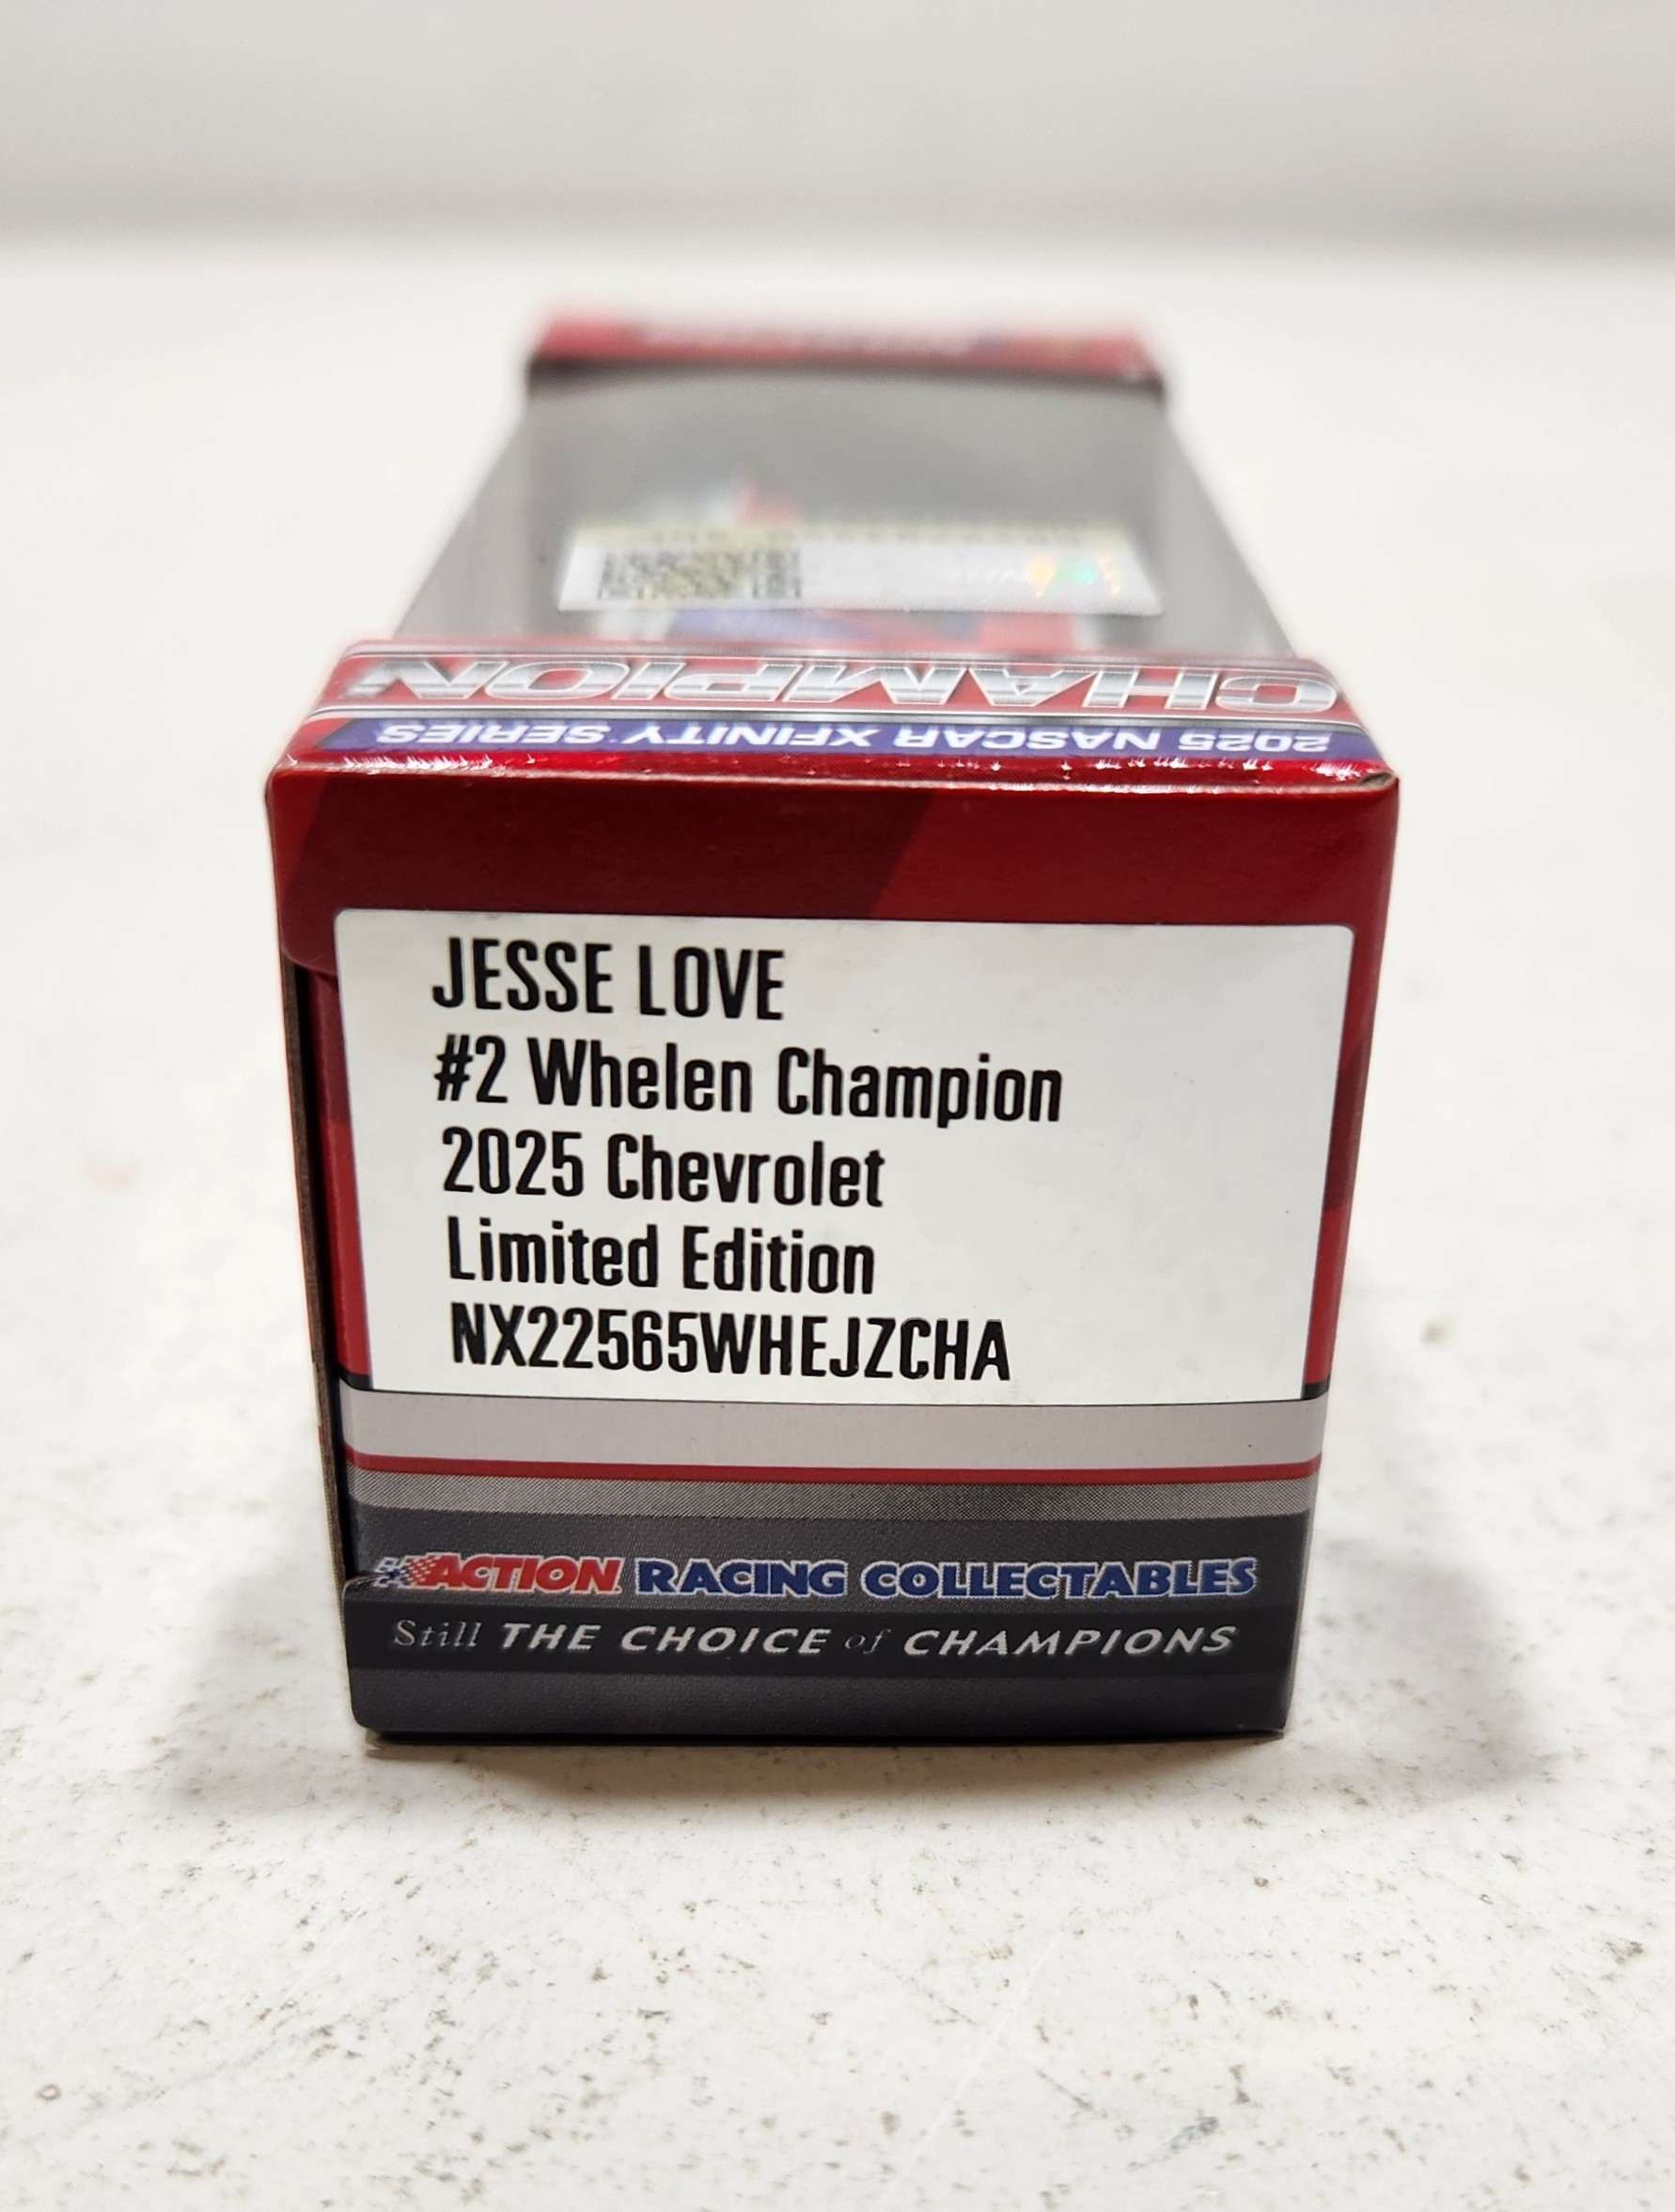 CHAMPION
2025 NASCAR XFINITY SERIES
JESSE LOVE
#2 Whelen Champion
2025 Chevrolet
Limited Edition
NX22565WHEJZCHA
ACTION RACING COLLECTABLES
Still THE CHOICE of CHAMPIONS